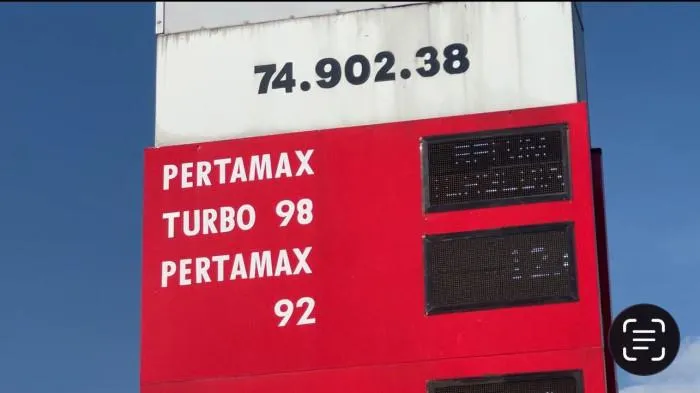 74.902.38
PERTAMAX
TURBO 98
PERTAMAX
92